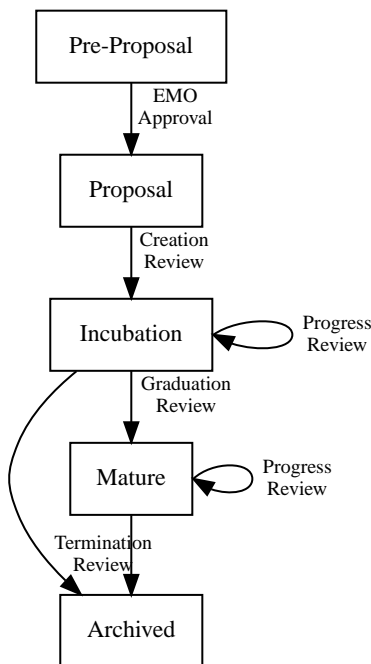 Pre-Proposal
EMO
Approval
Proposal
Creation
Review
Incubation
Progress
Review
Graduation
Review
Mature
Progress
Review
Termination
Review
Archived